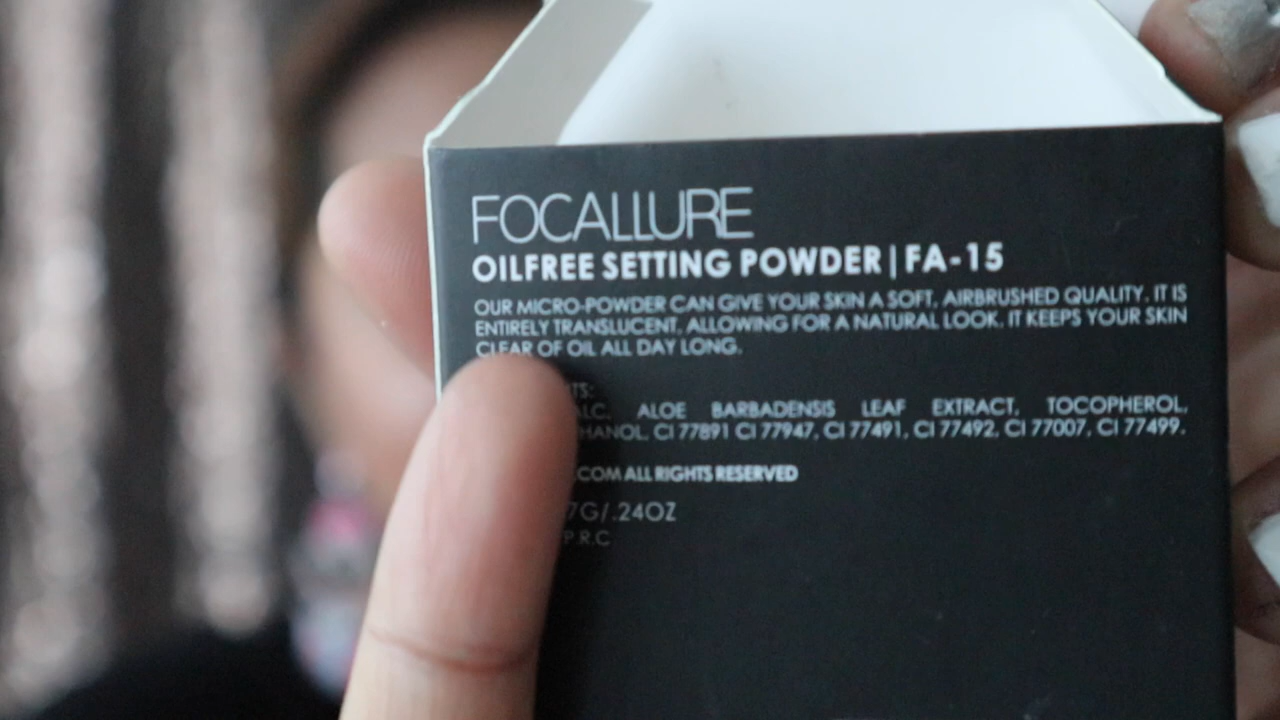 FOCALLURE
OILFREE SETTING POWDER | FA-15
OUR MICRO-POWDER CAN GIVE YOUR SKIN A SOFT, AIRBRUSHED QUALITY. IT IS
ENTIRELY TRANSLUCENT, ALLOWING FOR A NATURAL LOOK. IT KEEPS YOUR SKIN
CLEAR OF OIL ALL DAY LONG.
ALOE BARBADENSIS LEAF EXTRACT, TOCOPHEROL,
CI 77891 CI 77947, CI 77491, CI 77492, CI 77007, CI 77499.
.COM ALL RIGHTS RESERVED
7G/.24OZ
P.R.C